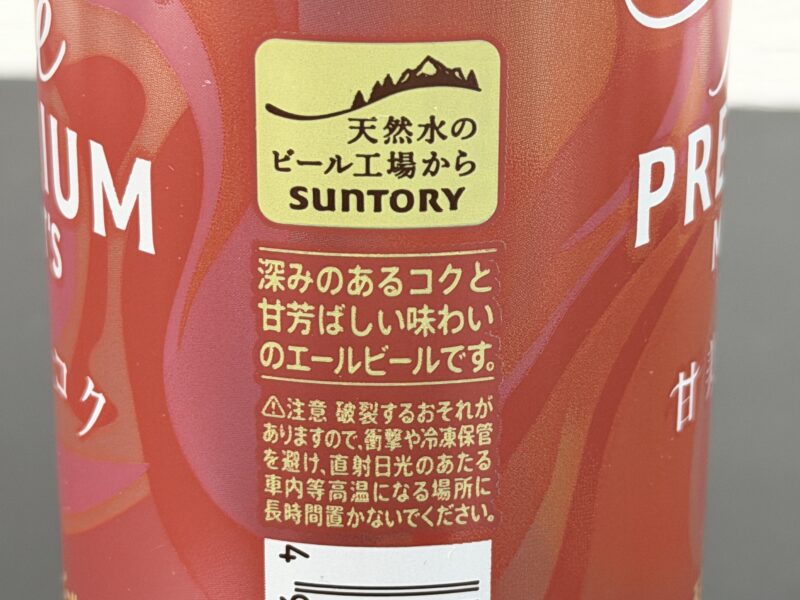 天然水の
ビール工場から
SUNTORY
深みのあるコクと
甘芳ばしい味わい
のエールビールです。
⚠注意 破裂するおそれが
ありますので、衝撃や冷凍保管
を避け、直射日光のあたる
車内等高温になる場所に
長時間置かないでください。
4
e
IUM
'S
コク
PRE
M
甘